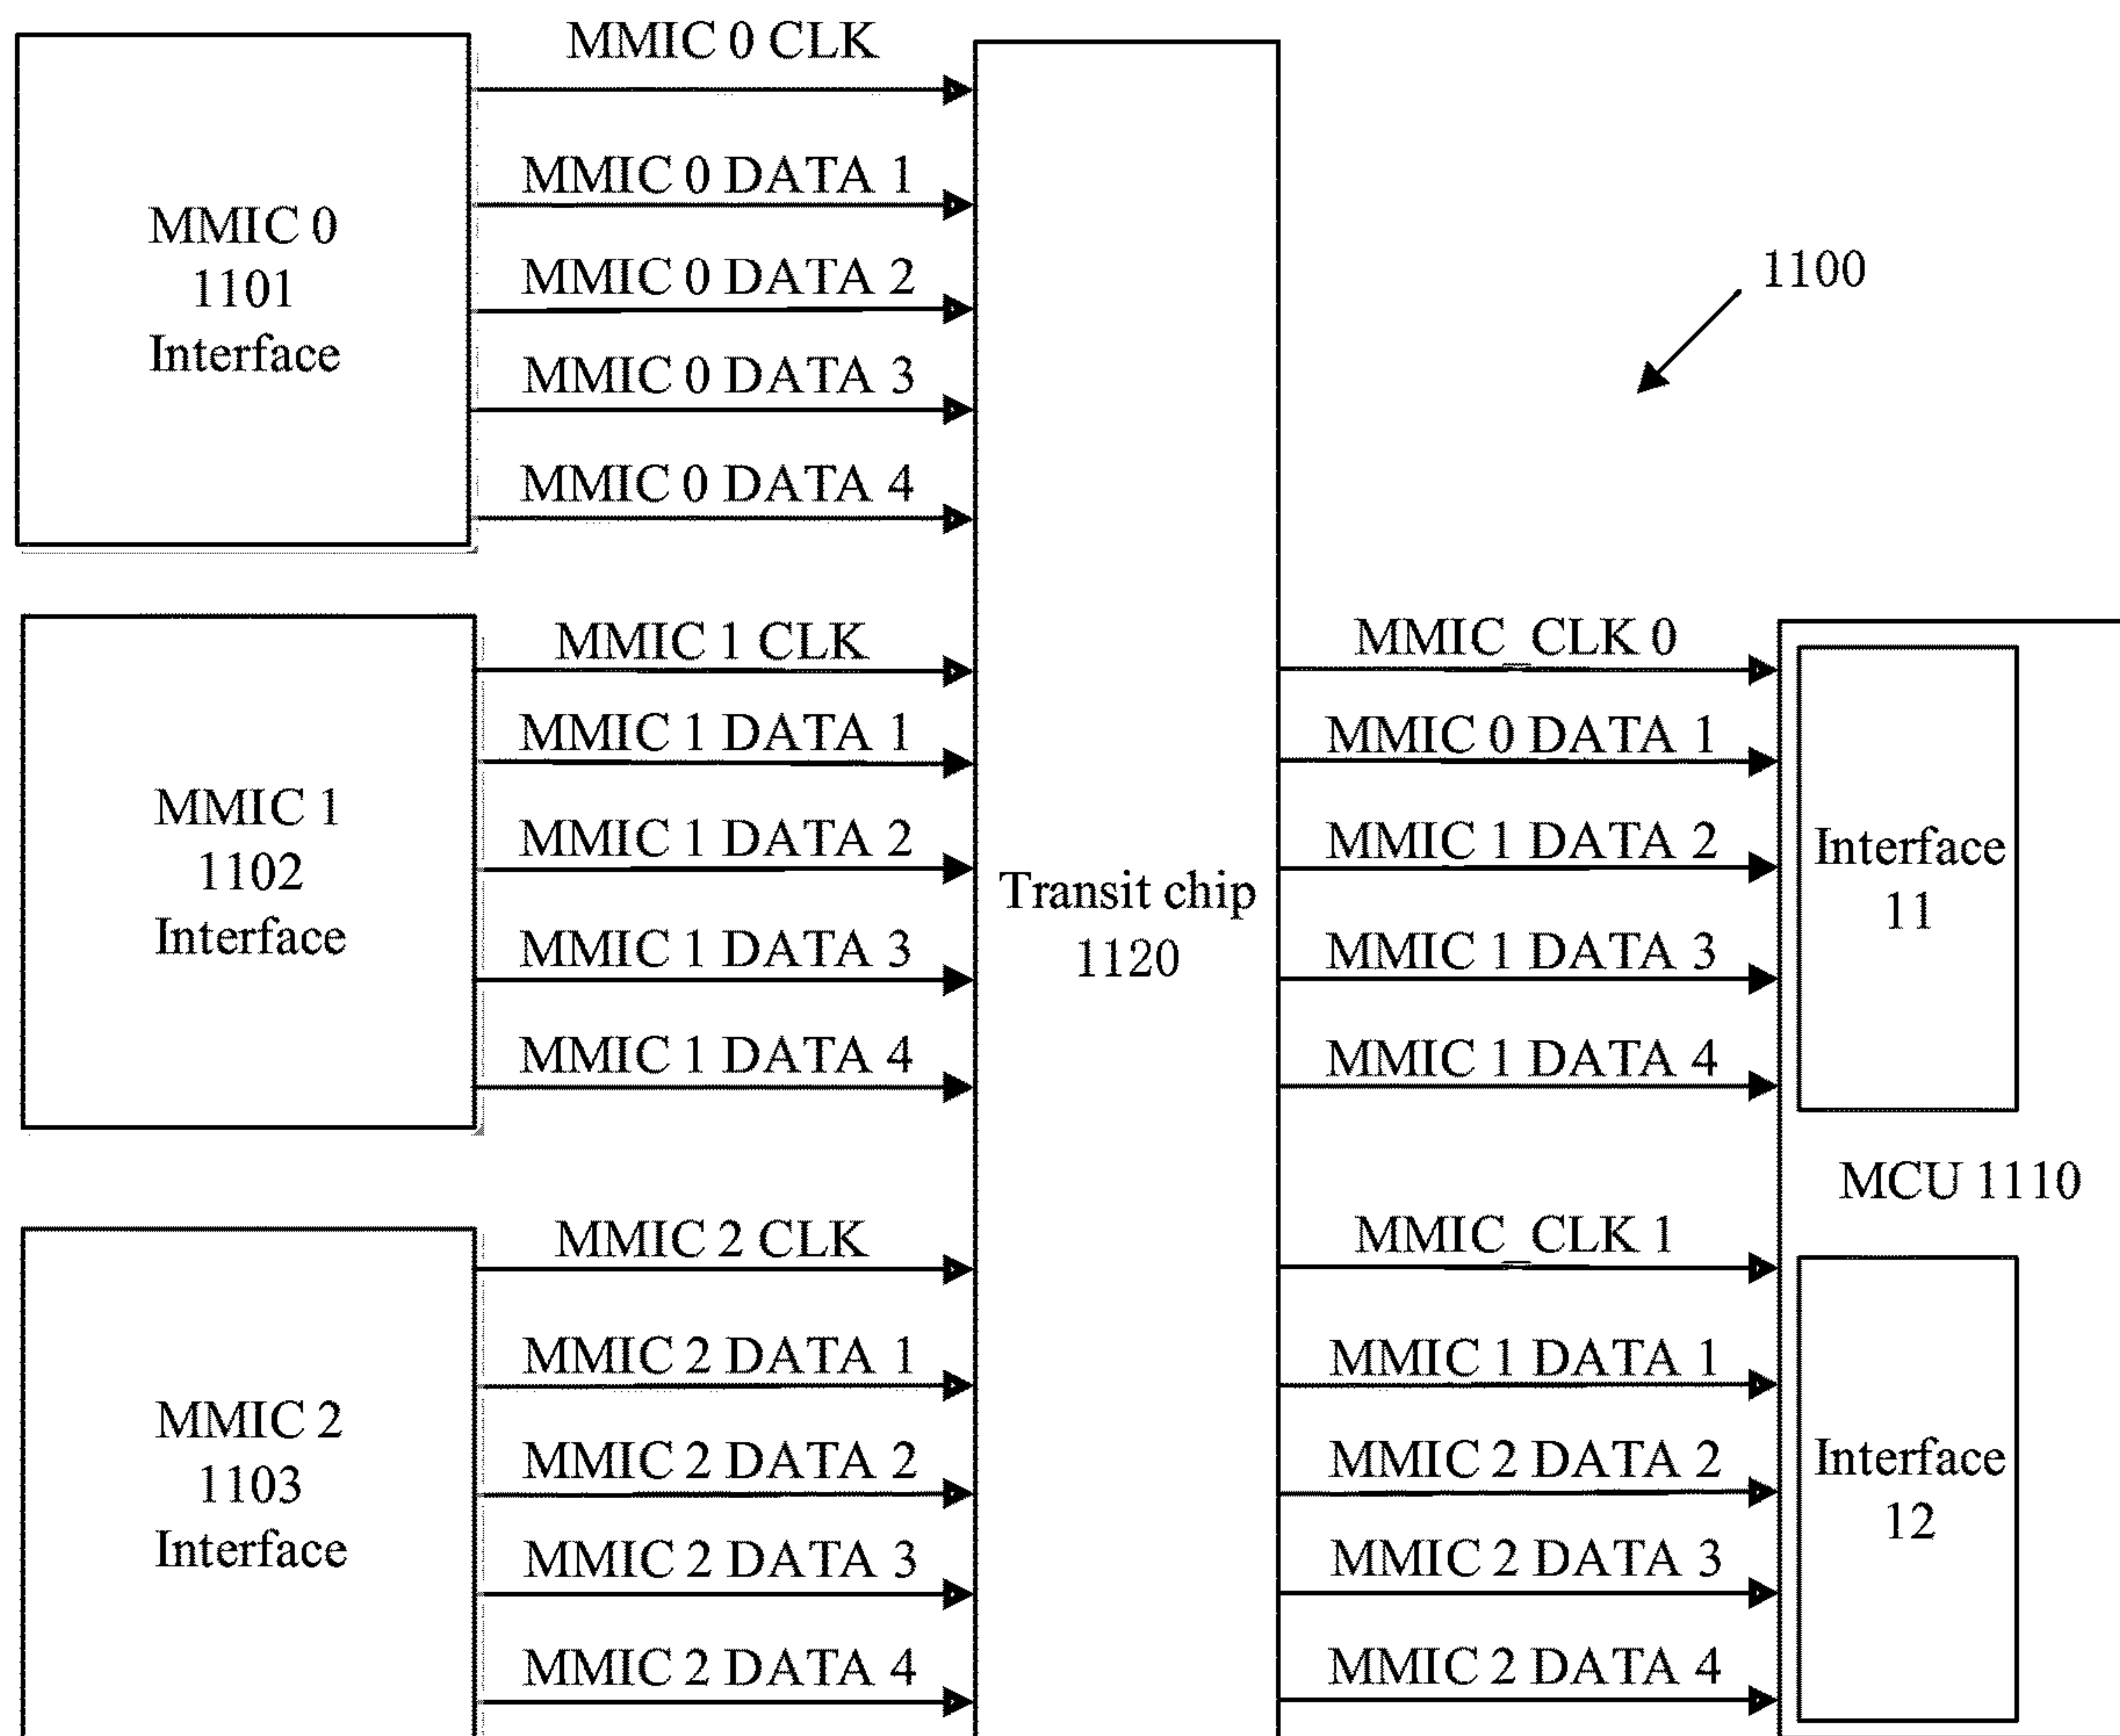 MMIC 0 CLK
MMIC 0 DATA 1
MMIC 0 DATA 2
MMIC 0 DATA 3
MMIC 0 DATA 4
MMIC 0
1101
Interface
MMIC 1 CLK
MMIC 1 DATA 1
MMIC 1 DATA 2
MMIC 1 DATA 3
MMIC 1 DATA 4
MMIC 1
1102
Interface
MMIC 2 CLK
MMIC 2 DATA 1
MMIC 2 DATA 2
MMIC 2 DATA 3
MMIC 2 DATA 4
MMIC 2
1103
Interface
Transit chip
1120
1100
MMIC_CLK 0
MMIC 0 DATA 1
MMIC 1 DATA 2
MMIC 1 DATA 3
MMIC 1 DATA 4
Interface
11
MCU 1110
MMIC_CLK 1
MMIC 1 DATA 1
MMIC 2 DATA 2
MMIC 2 DATA 3
MMIC 2 DATA 4
Interface
12